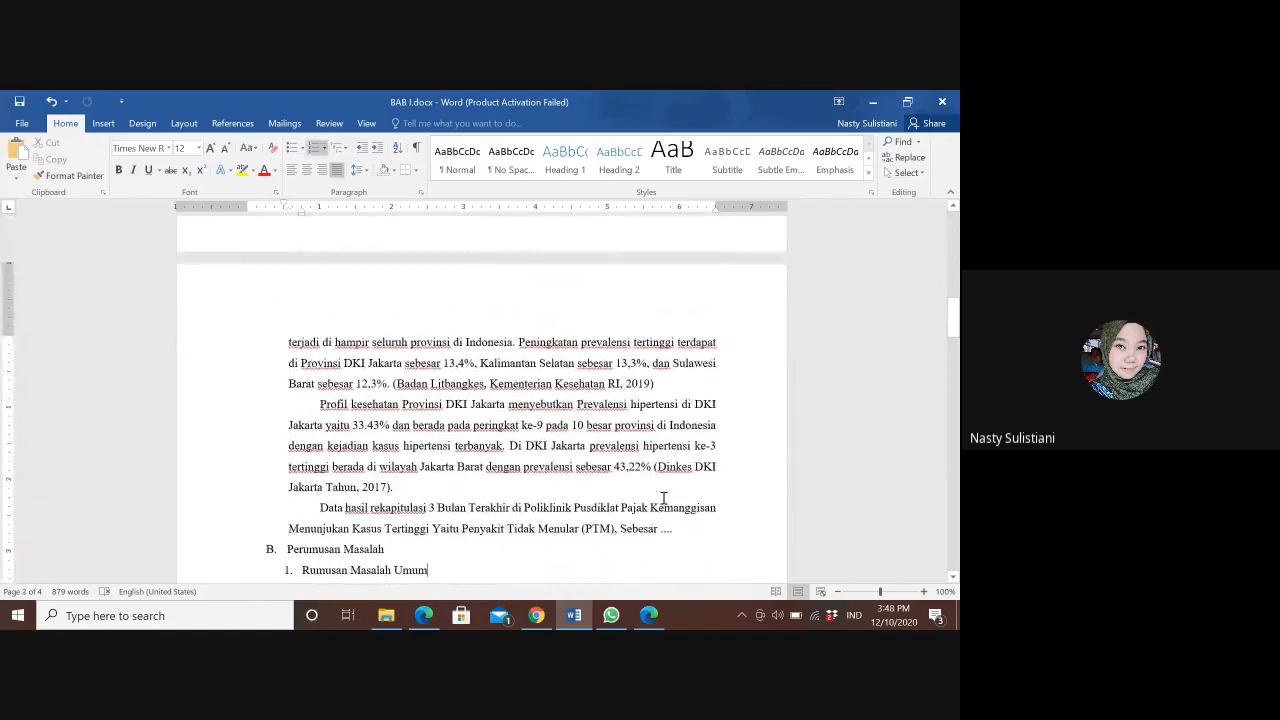 BAB I.docx - Word (Product Activation Failed)
File Home Insert Design Layout References Mailings Review View Tell me what you want to do... Nasty Sulistiani Share
Paste Cut Copy Format Painter
Times New R 12
AaBbCcDc AaBbCcDc AaBbC( AaBbCcD AaB AaBbCcD AaBbCcDt AaBbCcDt
¶ Normal ¶ No Spac... Heading 1 Heading 2 Title Subtitle Subtle Em... Emphasis
Find Replace Select
Clipboard Font Paragraph Styles Editing
terjadi di hampir seluruh provinsi di Indonesia. Peningkatan prevalensi tertinggi terdapat
di Provinsi DKI Jakarta sebesar 13,4%, Kalimantan Selatan sebesar 13,3%, dan Sulawesi
Barat sebesar 12,3%. (Badan Litbangkes, Kementerian Kesehatan RI, 2019)
Profil kesehatan Provinsi DKI Jakarta menyebutkan Prevalensi hipertensi di DKI
Jakarta yaitu 33.43% dan berada pada peringkat ke-9 pada 10 besar provinsi di Indonesia
dengan kejadian kasus hipertensi terbanyak. Di DKI Jakarta prevalensi hipertensi ke-3
tertinggi berada di wilayah Jakarta Barat dengan prevalensi sebesar 43,22% (Dinkes DKI
Jakarta Tahun, 2017).
Data hasil rekapitulasi 3 Bulan Terakhir di Poliklinik Pusdiklat Pajak Kemanggisan
Menunjukan Kasus Tertinggi Yaitu Penyakit Tidak Menular (PTM), Sebesar ....
B. Perumusan Masalah
1. Rumusan Masalah Umum
Nasty Sulistiani
Page 2 of 4 879 words English (United States) 100%
Type here to search
IND 3:48 PM
12/10/2020